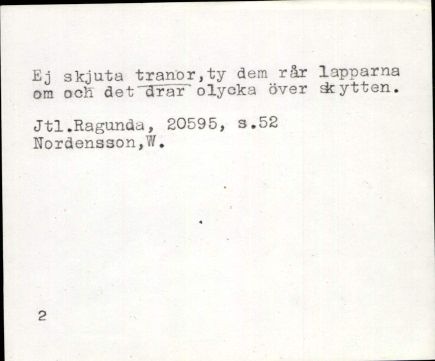 Ej skjuta tranor,ty dem rår lapparna
om och det drar olycka över skytten.
Jtl.Ragunda, 20595, s.52
Nordensson,W.
2